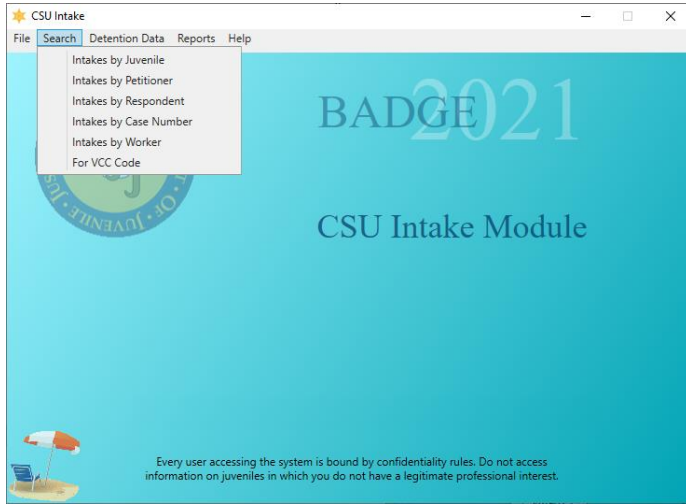 CSU Intake
File Search Detention Data Reports Help
Intakes by Juvenile
Intakes by Petitioner
Intakes by Respondent
Intakes by Case Number
Intakes by Worker
For VCC Code
BADGE 2021
OF JUVENILE JUS
CSU Intake Module
Every user accessing the system is bound by confidentiality rules. Do not access
information on juveniles in which you do not have a legitimate professional interest.